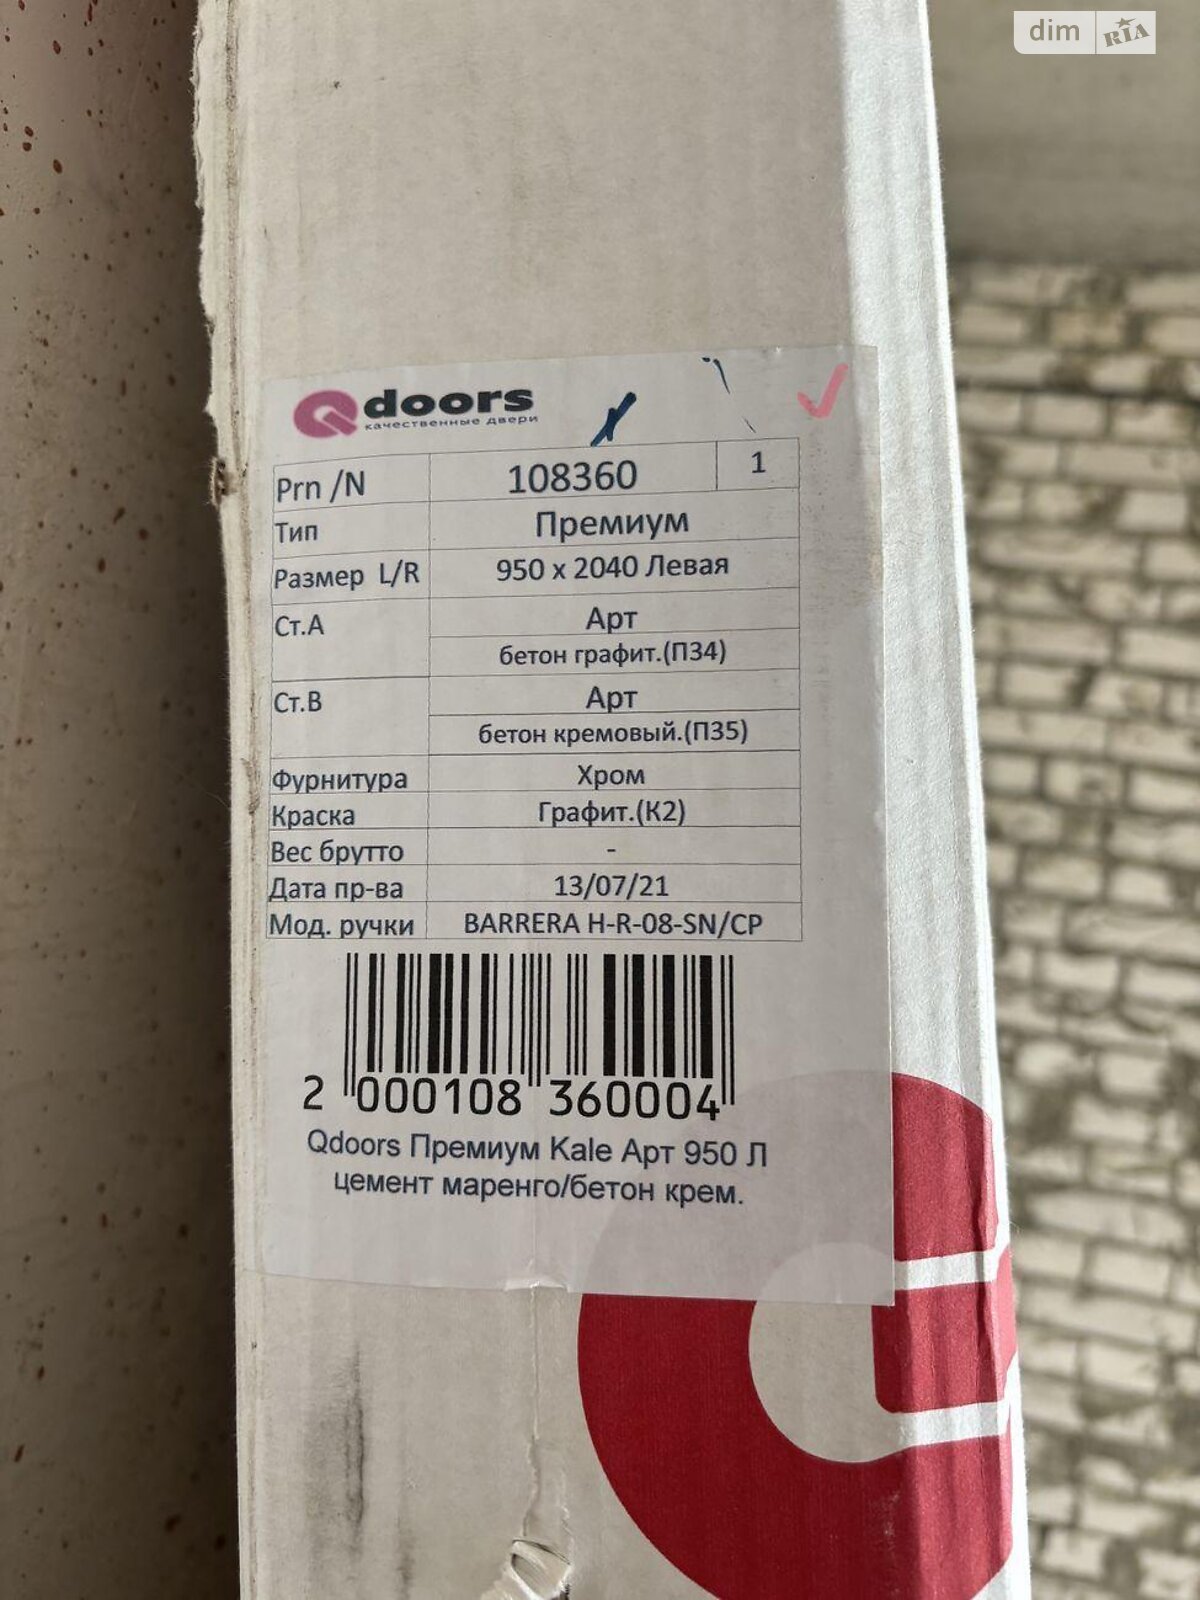 dim RIA
Qdoors
качественные двери
Prn /N 108360 1
Тип Премиум
Размер L/R 950 x 2040 Левая
Ст.А Арт
бетон графит.(П34)
Ст.В Арт
бетон кремовый.(П35)
Фурнитура Хром
Краска Графит.(К2)
Вес брутто -
Дата пр-ва 13/07/21
Мод. ручки BARRERA H-R-08-SN/CP
2 000108 360004
Qdoors Премиум Kale Арт 950 Л
цемент маренго/бетон крем.